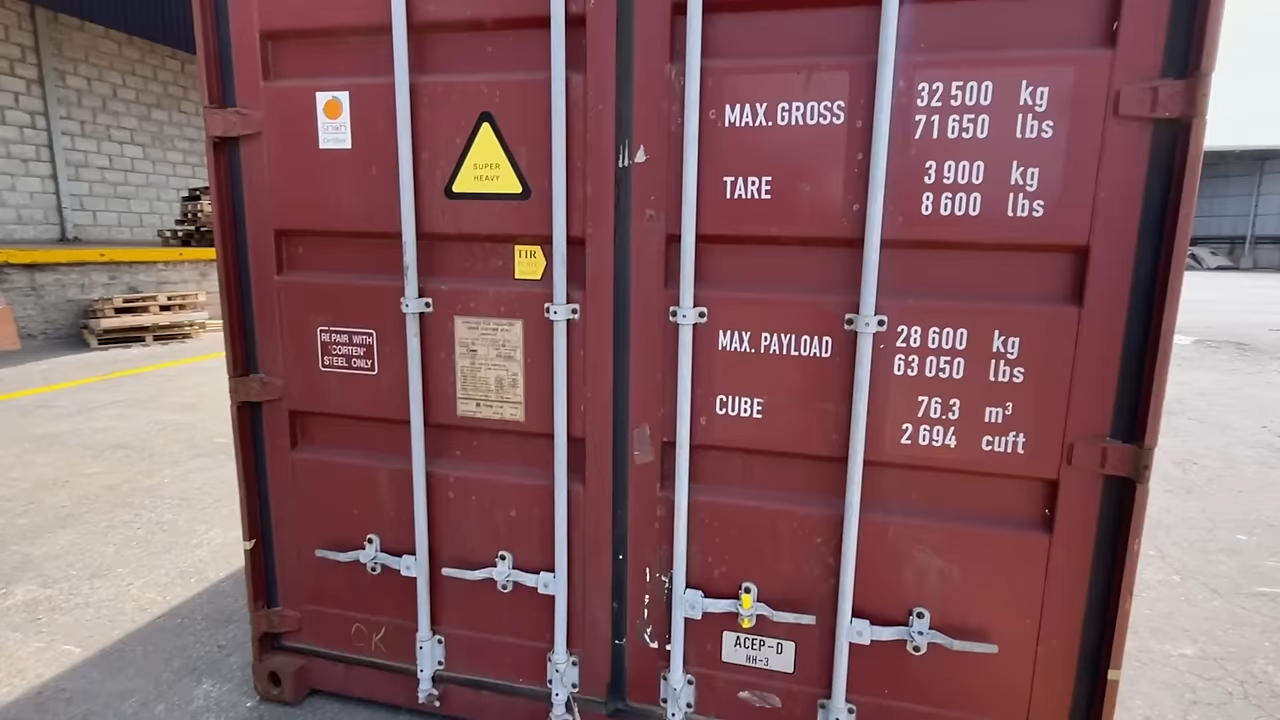 SUPER
HEAVY
TIR
REPAIR WITH
"CORTEN"
STEEL ONLY
MAX. GROSS 32 500 kg
71 650 lbs
TARE 3 900 kg
8 600 lbs
MAX. PAYLOAD 28 600 kg
63 050 lbs
CUBE 76.3 m³
2 694 cuft
OK
ACEP-D
HH-3